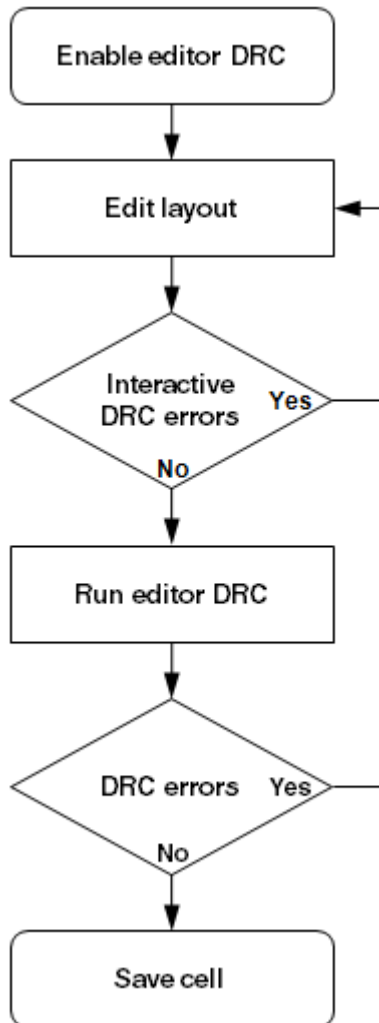 Enable editor DRC
Edit layout
Interactive
DRC errors
Yes
No
Run editor DRC
DRC errors
Yes
No
Save cell